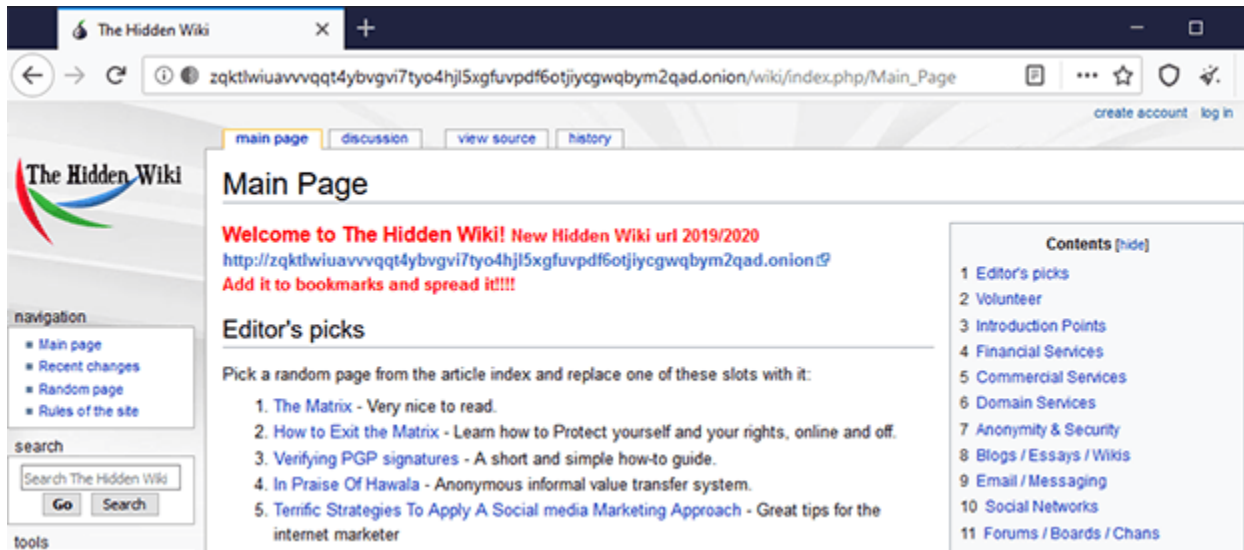 The Hidden Wiki
zqktlwiuavvvqqt4ybvgvi7tyo4hjl5xgfuvpdf6otjiycgwqbym2qad.onion/wiki/index.php/Main_Page
create account log in
main page discussion view source history
The Hidden Wiki
Main Page
Welcome to The Hidden Wiki! New Hidden Wiki url 2019/2020
http://zqktlwiuavvvqqt4ybvgvi7tyo4hjl5xgfuvpdf6otjiycgwqbym2qad.onion
Add it to bookmarks and spread it!!!!
Editor's picks
Pick a random page from the article index and replace one of these slots with it:
1. The Matrix - Very nice to read.
2. How to Exit the Matrix - Learn how to Protect yourself and your rights, online and off.
3. Verifying PGP signatures - A short and simple how-to guide.
4. In Praise Of Hawala - Anonymous informal value transfer system.
5. Terrific Strategies To Apply A Social media Marketing Approach - Great tips for the
internet marketer
Contents [hide]
1 Editor's picks
2 Volunteer
3 Introduction Points
4 Financial Services
5 Commercial Services
6 Domain Services
7 Anonymity & Security
8 Blogs / Essays / Wikis
9 Email / Messaging
10 Social Networks
11 Forums / Boards / Chans
navigation
Main page
Recent changes
Random page
Rules of the site
search
Search The Hidden Wiki
Go Search
tools